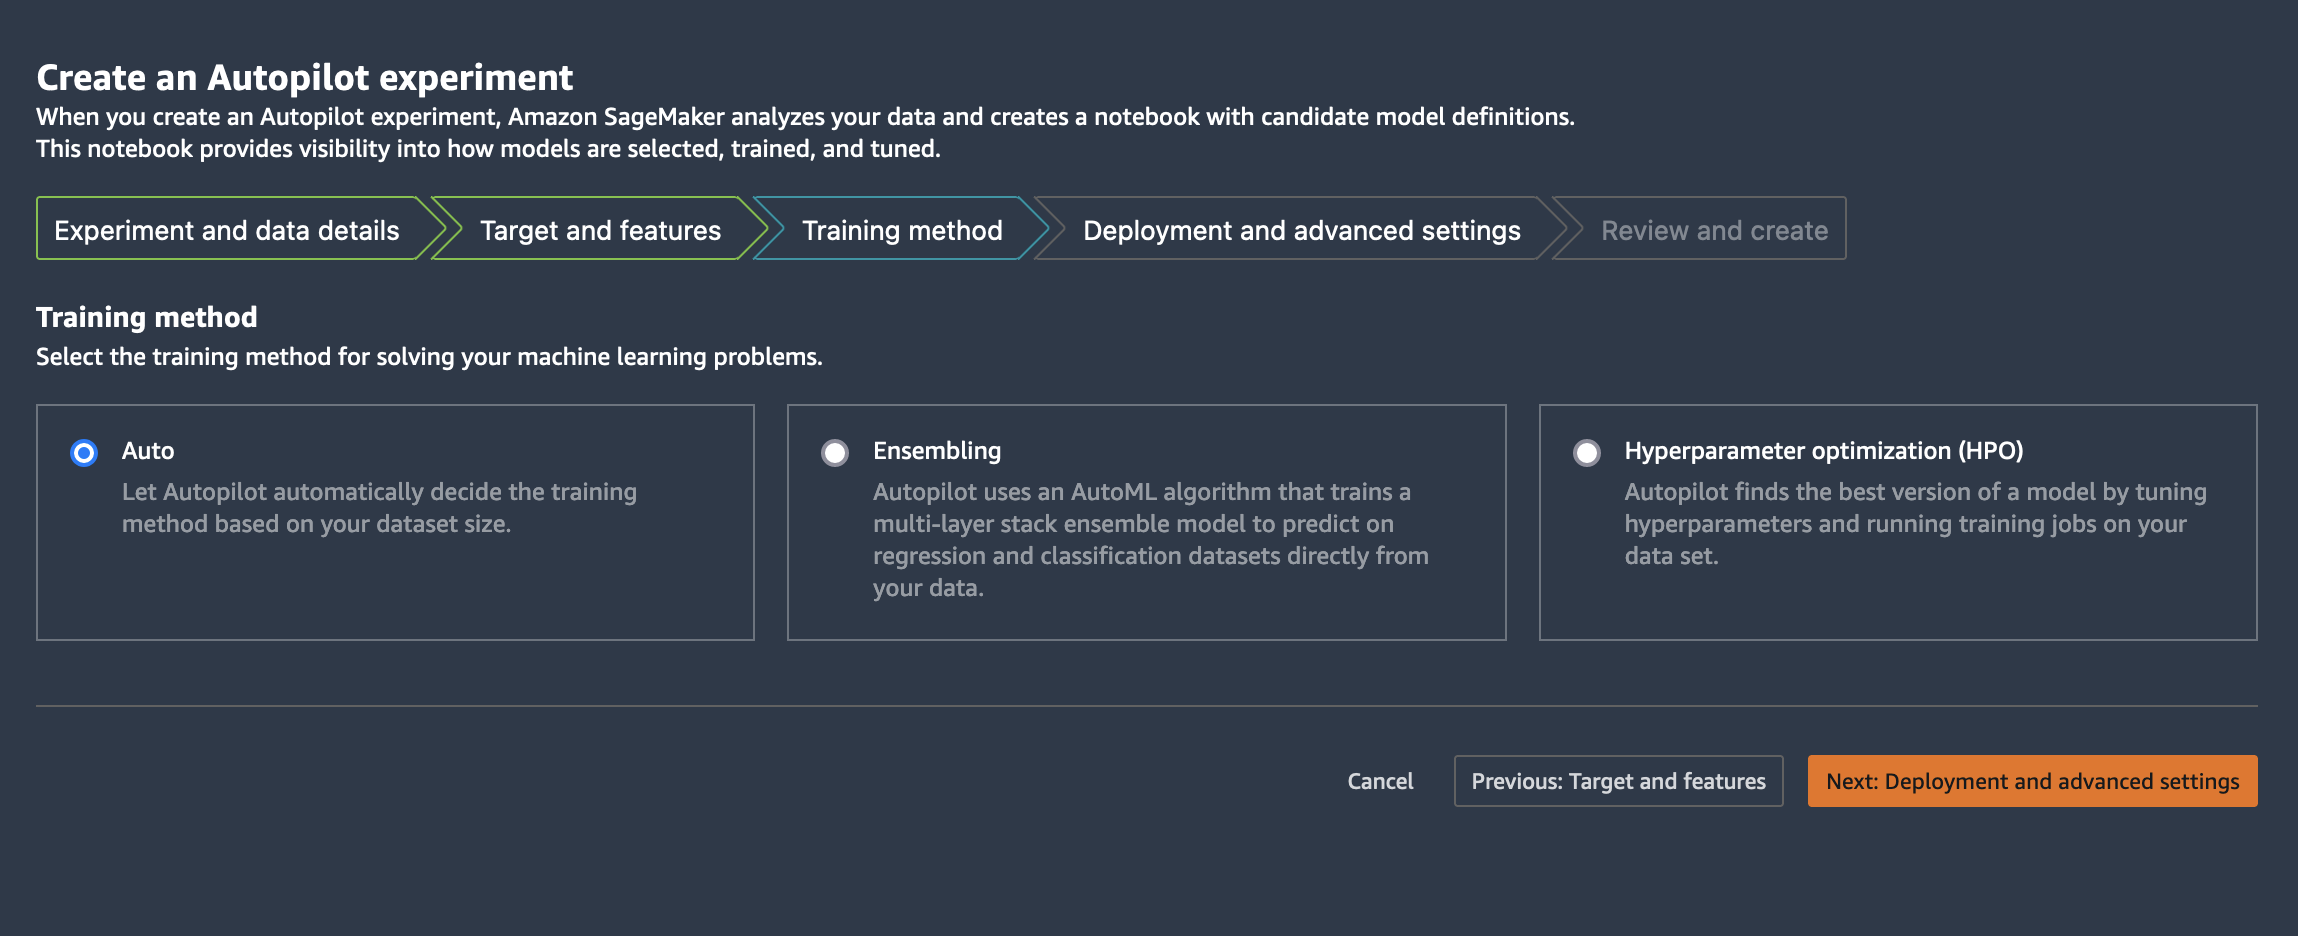 Create an Autopilot experiment
When you create an Autopilot experiment, Amazon SageMaker analyzes your data and creates a notebook with candidate model definitions.
This notebook provides visibility into how models are selected, trained, and tuned.
Experiment and data details
Target and features
Training method
Deployment and advanced settings
Review and create
Training method
Select the training method for solving your machine learning problems.
Auto
Let Autopilot automatically decide the training
method based on your dataset size.
Ensembling
Autopilot uses an AutoML algorithm that trains a
multi-layer stack ensemble model to predict on
regression and classification datasets directly from
your data.
Hyperparameter optimization (HPO)
Autopilot finds the best version of a model by tuning
hyperparameters and running training jobs on your
data set.
Cancel
Previous: Target and features
Next: Deployment and advanced settings